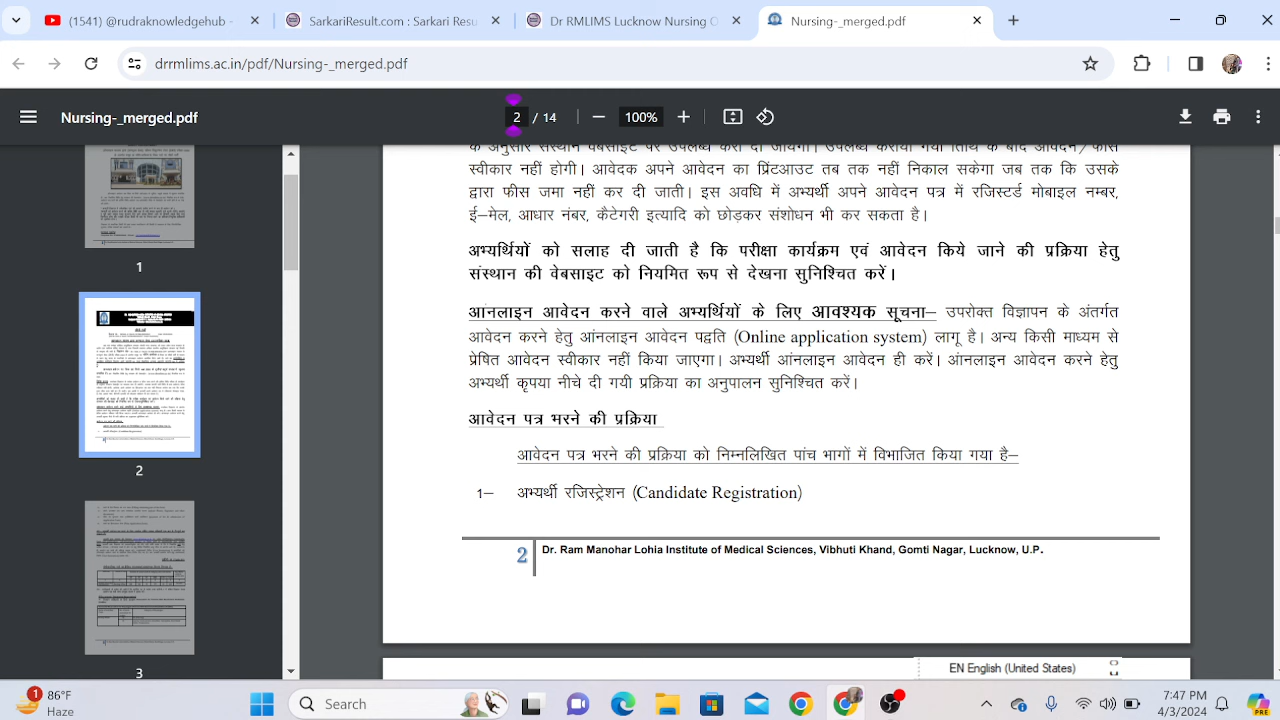 (1541) @rudraknowledgehub
SarkariResult.com : Sarkari Resu
Dr RMLIMS Lucknow Nursing O
Nursing-_merged.pdf
drrmlims.ac.in/pdf/Nursing-_merged.pdf
Nursing-_merged.pdf
2 /
100%
स्वीकार नहीं होगी। आवेदक अपने आवेदन का प्रिंटआउट तब तक नहीं निकाल सकेगा जब तक कि उसके
द्वारा फीस जमा नहीं कर दी जाती। इस अवधि में अभ्यर्थी अपने आवेदन पत्र में रजिस्टर्ड मोबाइल नम्बर,
ई–मेल, आधार नंबर, कैटेगरी इत्यादि को छोड़कर संशोधन भी कर सकता है।
अभ्यर्थियों को सलाह दी जाती है कि परीक्षा कार्यक्रम एवं आवेदन किये जाने की प्रक्रिया हेतु
संस्थान की वेबसाइट को नियमित रूप से देखना सुनिश्चित करें।
ऑनलाइन आवेदन करने वाले अभ्यर्थियों के लिए आवश्यक सूचना– उपरोक्त विज्ञापन के अंतर्गत
आवेदन करने हेतु ऑनलाइन आवेदन पद्वति (Online application system) लागू है। अन्य किसी माध्यम से
प्रेषित आवेदन स्वीकार नहीं किया जाएगा। अभ्यर्थी ऑनलाइन आवेदन ही करें। ऑनलाइन आवेदन करने हेतु
अभ्यर्थी कृपया निम्न प्रक्रिया का अनुपालन सुनिश्चित करें।
आवेदन पत्र भरने की प्रक्रिया
आवेदन पत्र भरने की प्रक्रिया को निम्नलिखित पांच भागों में विभाजित किया गया है–
1– अभ्यर्थी रजिस्ट्रेशन (Candidate Registration)
2 Dr. Ram Manohar Lohia Institute of Medical Sciences, Vibhuti Khand, Gomti Nagar, Lucknow, U.P.
1
2
3
EN English (United States)
1
86°F
Haze
Search
7:47 PM
4/3/2024
PRE